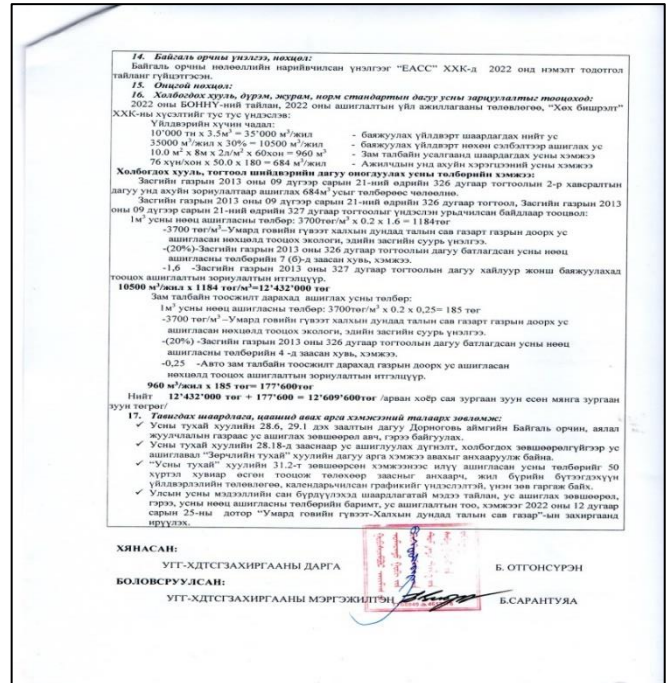 14. Байгаль орчны үнэлгээ, нөхцөл:
Байгаль орчны нөлөөллийн нарийвчилсан үнэлгээг "ЕАСС" ХХК-д 2022 онд нэмэлт тодотгол
тайланг гүйцэтгэсэн.
15. Онцгой нөхцөл:
16. Холбогдох хууль, дүрэм, журам, норм стандартын дагуу усны зарцуулалтыг тооцоход:
2022 оны БОННҮ-ний тайлан, 2022 оны ашиглалтын үйл ажиллагааны төлөвлөгөө, "Хөх бишрэлт"
ХХК-ны хүсэлтийг тус тус үндэслэв:
Үйлдвэрийн хүчин чадал:
10'000 тн х 3.5м³ = 35'000 м³/жил - баяжуулах үйлдвэрт шаардагдах нийт ус
35000 м³/жил х 30% = 10500 м³/жил - баяжуулах үйлдвэрт нөхөн сэлбэлтээр ашиглах ус
10.0 м² х 8м х 2л/м² х 60хон = 960 м³ - Зам талбайн усалгаанд шаардагдах усны хэмжээ
76 хүн/хон х 50.0 х 180 = 684 м³/жил - Ажилчдын унд ахуйн хэрэгцээний усны хэмжээ
Холбогдох хууль, тогтоол шийдвэрийн дагуу оногдуулах усны төлбөрийн хэмжээ:
Засгийн газрын 2013 оны 09 дүгээр сарын 21-ний өдрийн 326 дугаар тогтоолын 2-р хавсралтын
дагуу унд ахуйн зориулалтаар ашиглах 684м³ усыг төлбөрөөс чөлөөлнө.
Засгийн газрын 2013 оны 09 дүгээр сарын 21-ний өдрийн 326 дугаар тогтоол, Засгийн газрын 2013
оны 09 дүгээр сарын 21-ний өдрийн 327 дугаар тогтоолыг үндэслэн урьдчилсан байдлаар тооцвол:
1м³ усны нөөц ашигласны төлбөр: 3700төг/м³ х 0.2 х 1.6 = 1184төг
-3700 төг/м³–Умард говийн гүвээт халхын дундад талын сав газарт газрын доорх ус
ашигласан нөхцөлд тооцох экологи, эдийн засгийн суурь үнэлгээ.
-(20%)-Засгийн газрын 2013 оны 326 дугаар тогтоолын дагуу батлагдсан усны нөөц
ашигласны төлбөрийн 7 (б)-д заасан хувь, хэмжээ.
-1,6 -Засгийн газрын 2013 оны 327 дугаар тогтоолын дагуу хайлуур жонш баяжуулахад
тооцох ашиглалтын зориулалтын итгэлцүүр.
10500 м³/жил х 1184 төг/м³=12'432'000 төг
Зам талбайн тоосжилт дарахад ашиглах усны төлбөр:
1м³ усны нөөц ашигласны төлбөр: 3700төг/м³ х 0.2 х 0,25= 185 төг
-3700 төг/м³ –Умард говийн гүвээт халхын дундад талын сав газарт газрын доорх ус
ашигласан нөхцөлд тооцох экологи, эдийн засгийн суурь үнэлгээ.
-(20%) -Засгийн газрын 2013 оны 326 дугаар тогтоолын дагуу батлагдсан усны нөөц
ашигласны төлбөрийн 4 -д заасан хувь, хэмжээ.
-0,25 -Авто зам талбайн тоосжилт дарахад газрын доорх ус ашигласан
нөхцөлд тооцох ашиглалтын зориулалтын итгэлцүүр.
960 м³/жил х 185 төг= 177'600төг
Нийт 12'432'000 төг + 177'600 = 12'609'600төг /арван хоёр сая зургаан зуун есөн мянга зургаан
зуун төгрөг/
17. Тавигдах шаардлага, цаашид авах арга хэмжээний талаарх зөвлөмж:
✓ Усны тухай хуулийн 28.6, 29.1 дэх заалтын дагуу Дорноговь аймгийн Байгаль орчин, аялал
жуулчлалын газраас ус ашиглах зөвшөөрөл авч, гэрээ байгуулах.
✓ Усны тухай хуулийн 28.18-д зааснаар ус ашиглуулах дүгнэлт, холбогдох зөвшөөрөлгүйгээр ус
ашиглавал "Зөрчлийн тухай" хуулийн дагуу арга хэмжээ авахыг анхааруулж байна.
✓ "Усны тухай" хуулийн 31.2-т зөвшөөрсөн хэмжээнээс илүү ашигласан усны төлбөрийг 50
хүртэл хувиар өсгөн тооцож төлөхөөр заасныг анхаарч, жил бүрийн бүтээгдэхүүн
үйлдвэрлэлийн төлөвлөгөө, календарьчилсан графикийг үндэслэлтэй, үнэн зөв гаргаж байх.
✓ Улсын усны мэдээллийн сан бүрдүүлэхэд шаардлагатай мэдээ тайлан, ус ашиглах зөвшөөрөл,
гэрээ, усны нөөц ашигласны төлбөрийн баримт, ус ашиглалтын тоо, хэмжээг 2022 оны 12 дугаар
сарын 25-ны дотор "Умард говийн гүвээт-Халхын дундад талын сав газар"-ын захиргаанд
ирүүлэх.
ХЯНАСАН:
УГГ-ХДТСГЗАХИРГААНЫ ДАРГА Б. ОТГОНСҮРЭН
БОЛОВСРУУЛСАН:
УГГ-ХДТСГЗАХИРГААНЫ МЭРГЭЖИЛТЭН Б.САРАНТУЯА